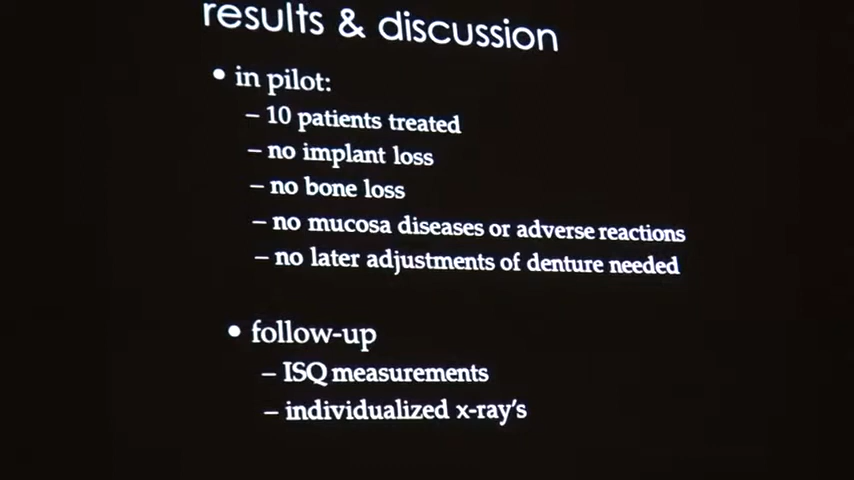 results & discussion
• in pilot:
– 10 patients treated
– no implant loss
– no bone loss
– no mucosa diseases or adverse reactions
– no later adjustments of denture needed
• follow-up
– ISQ measurements
– individualized x-ray's